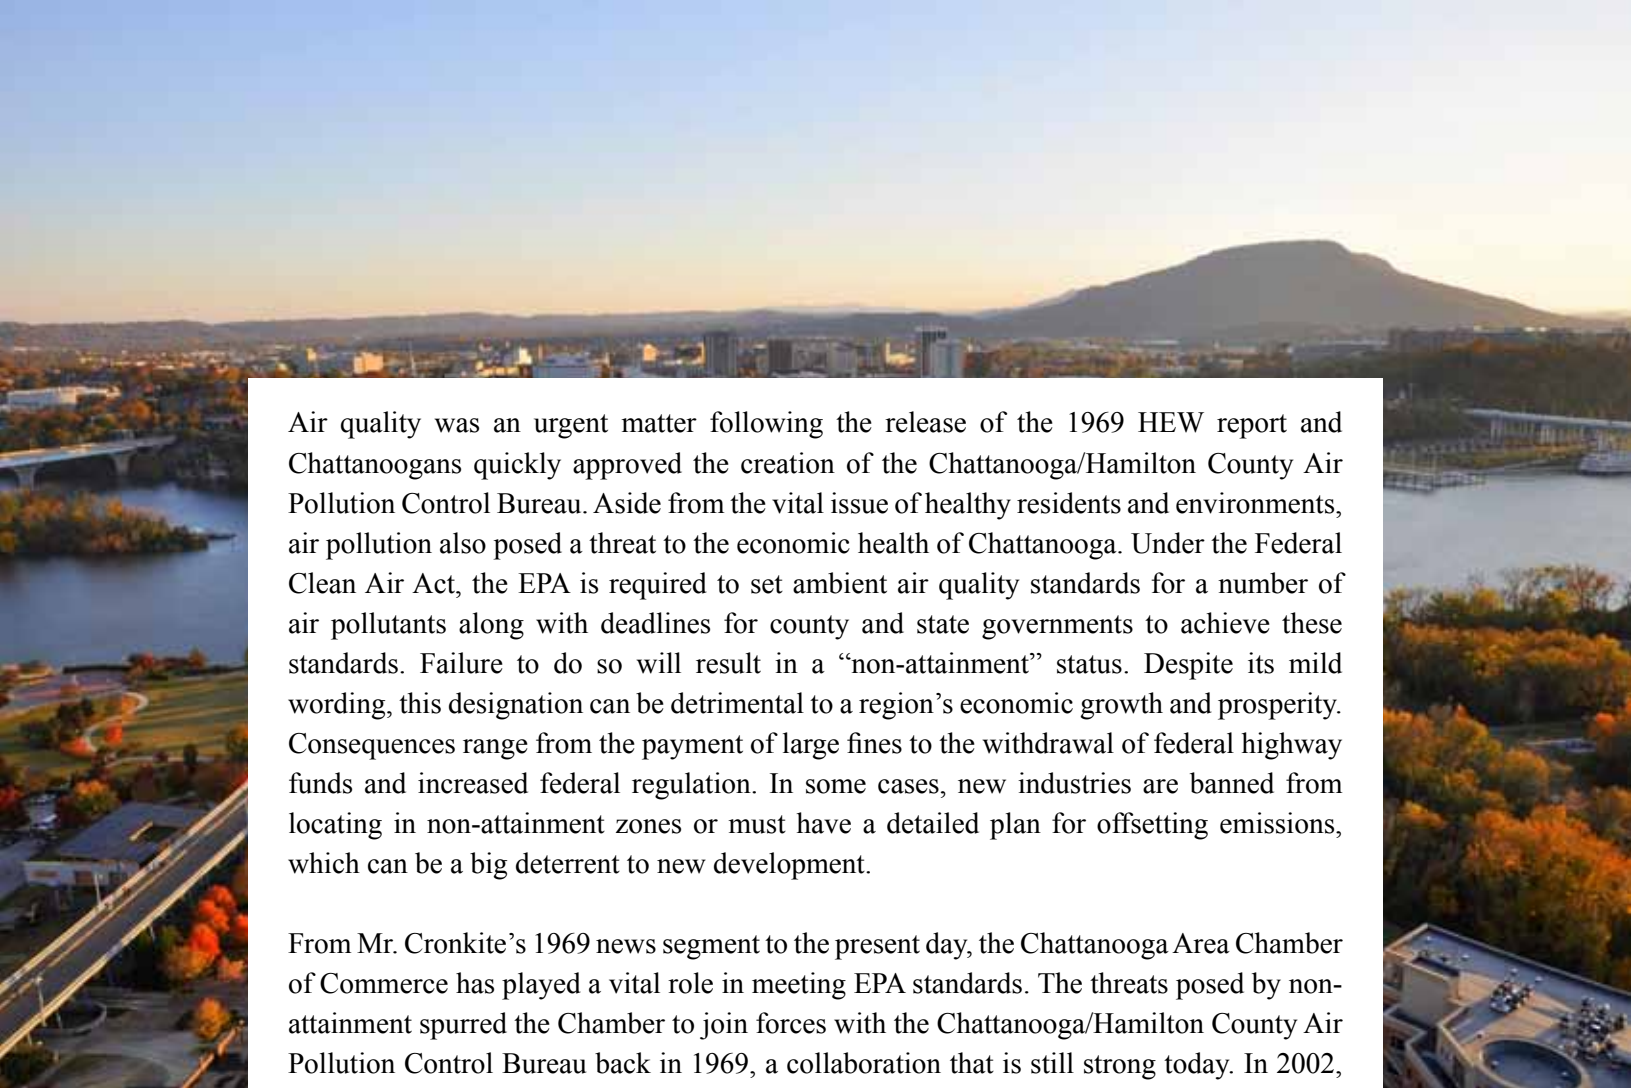 Air quality was an urgent matter following the release of the 1969 HEW report and
Chattanoogans quickly approved the creation of the Chattanooga/Hamilton County Air
Pollution Control Bureau. Aside from the vital issue of healthy residents and environments,
air pollution also posed a threat to the economic health of Chattanooga. Under the Federal
Clean Air Act, the EPA is required to set ambient air quality standards for a number of
air pollutants along with deadlines for county and state governments to achieve these
standards. Failure to do so will result in a “non-attainment” status. Despite its mild
wording, this designation can be detrimental to a region’s economic growth and prosperity.
Consequences range from the payment of large fines to the withdrawal of federal highway
funds and increased federal regulation. In some cases, new industries are banned from
locating in non-attainment zones or must have a detailed plan for offsetting emissions,
which can be a big deterrent to new development.
From Mr. Cronkite’s 1969 news segment to the present day, the Chattanooga Area Chamber
of Commerce has played a vital role in meeting EPA standards. The threats posed by non-
attainment spurred the Chamber to join forces with the Chattanooga/Hamilton County Air
Pollution Control Bureau back in 1969, a collaboration that is still strong today. In 2002,